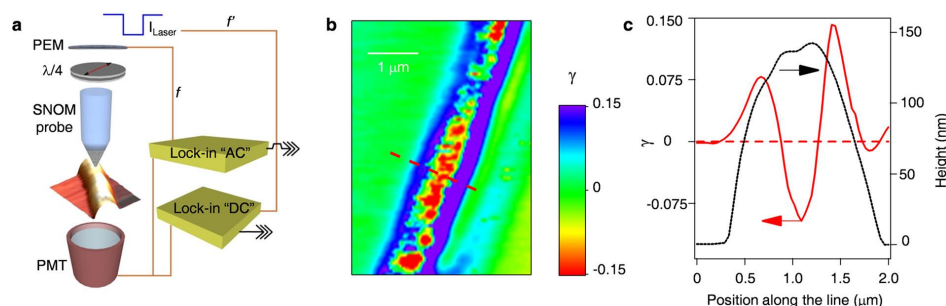 a
I Laser
f'
PEM
λ/4
f
SNOM
probe
Lock-in "AC"
Lock-in "DC"
PMT
b
1 μm
γ
0.15
0
-0.15
c
0.150
0.075
0
-0.075
γ
150
100
50
0
Height (nm)
0 0.5 1.0 1.5 2.0
Position along the line (μm)